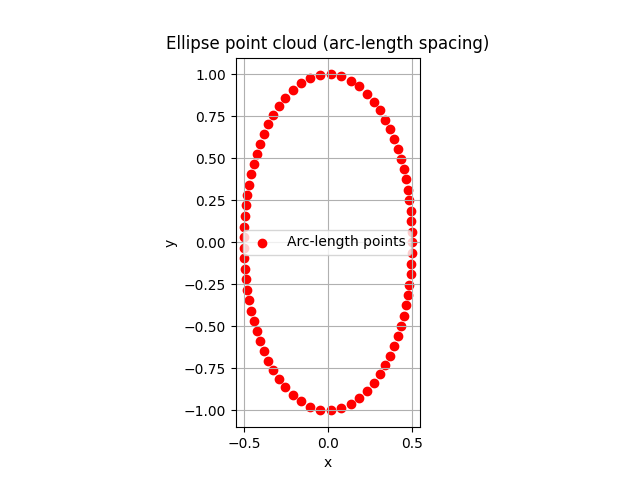 Ellipse point cloud (arc-length spacing)
1.00
0.75
0.50
0.25
0.00
−0.25
−0.50
−0.75
−1.00
y
Arc-length points
−0.5 0.0 0.5
x